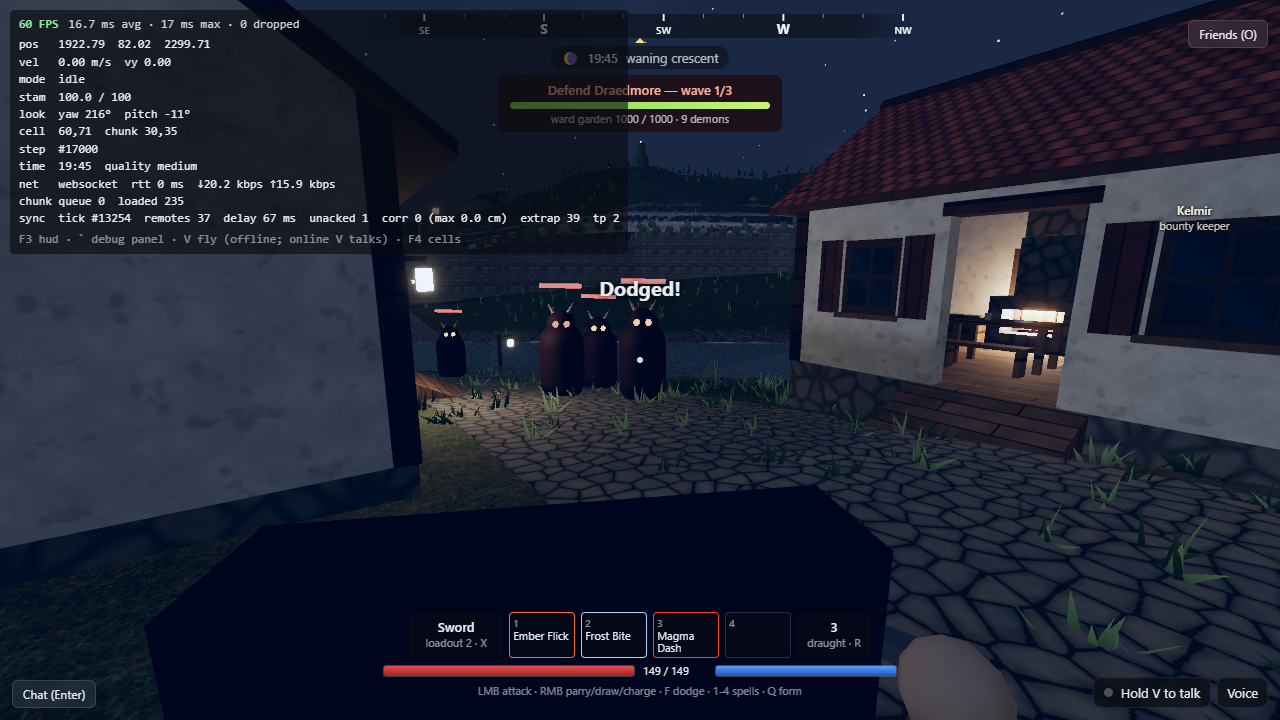 60 FPS 16.7 ms avg · 17 ms max · 0 dropped
pos 1922.79 82.02 2299.71
vel 0.00 m/s vy 0.00
mode idle
stam 100.0 / 100
look yaw 216° pitch -11°
cell 60,71 chunk 30,35
step #17000
time 19:45 quality medium
net websocket rtt 0 ms ↓20.2 kbps ↑15.9 kbps
chunk queue 0 loaded 235
sync tick #13254 remotes 37 delay 67 ms unacked 1 corr 0 (max 0.0 cm) extrap 39 tp 2
F3 hud · ` debug panel · V fly (offline; online V talks) · F4 cells
SE S SW W NW
19:45 waning crescent
Defend Draedmore — wave 1/3
ward garden 1000 / 1000 · 9 demons
Friends (O)
Kelmir
bounty keeper
Dodged!
Sword
loadout 2 · X
1
Ember Flick
2
Frost Bite
3
Magma
Dash
4
3
draught · R
149 / 149
LMB attack · RMB parry/draw/charge · F dodge · 1-4 spells · Q form
Chat (Enter)
Hold V to talk
Voice